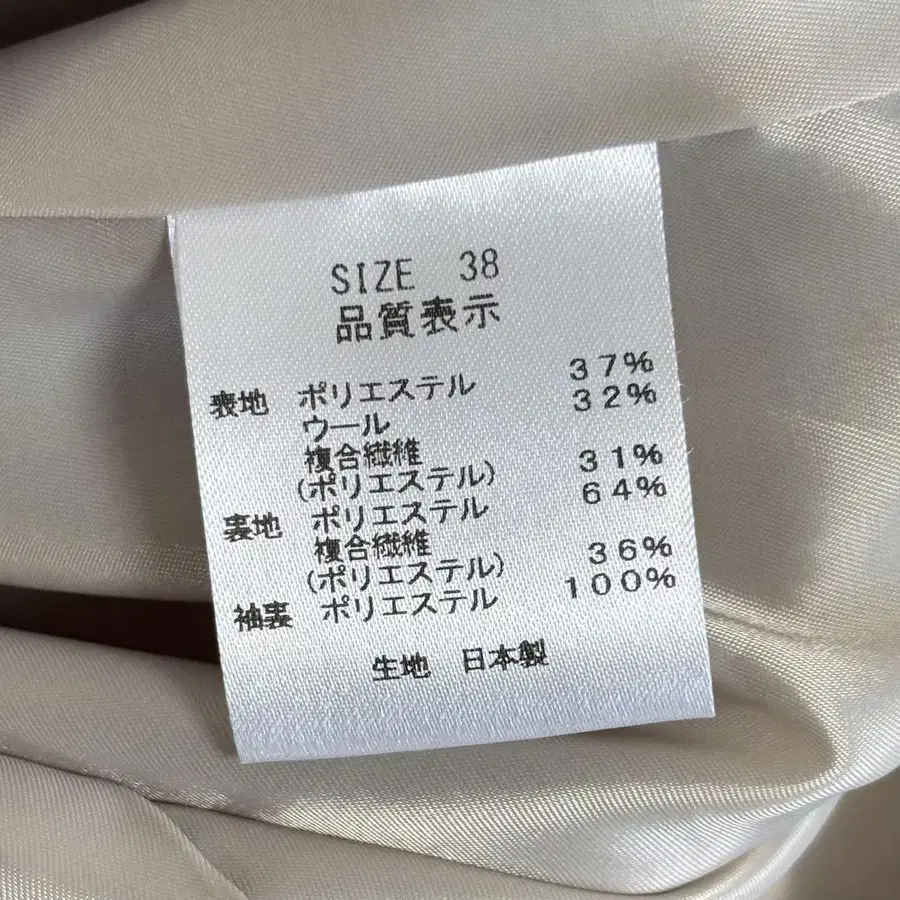 SIZE 38
品質表示
表地 ポリエステル 37%
ウール 32%
複合繊維
(ポリエステル) 31%
裏地 ポリエステル 64%
複合繊維
(ポリエステル) 36%
袖裏 ポリエステル 100%
生地 日本製